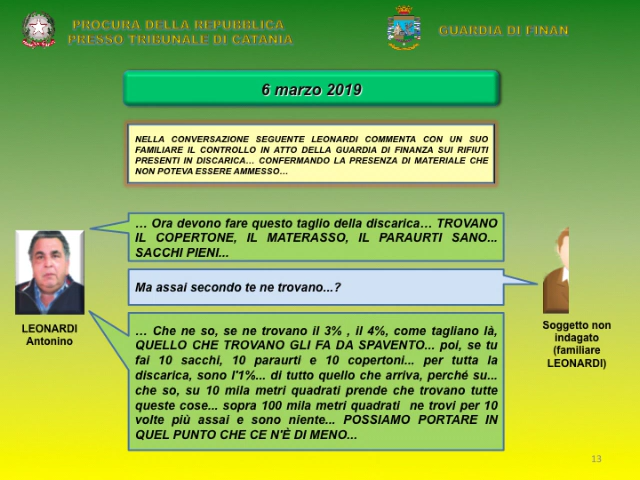 PROCURA DELLA REPUBBLICA
PRESSO TRIBUNALE DI CATANIA
GUARDIA DI FINAN
6 marzo 2019
NELLA CONVERSAZIONE SEGUENTE LEONARDI COMMENTA CON UN SUO
FAMILIARE IL CONTROLLO IN ATTO DELLA GUARDIA DI FINANZA SUI RIFIUTI
PRESENTI IN DISCARICA… CONFERMANDO LA PRESENZA DI MATERIALE CHE
NON POTEVA ESSERE AMMESSO…
… Ora devono fare questo taglio della discarica… TROVANO
IL COPERTONE, IL MATERASSO, IL PARAURTI SANO...
SACCHI PIENI...
Ma assai secondo te ne trovano...?
LEONARDI
Antonino
Soggetto non
indagato
(familiare
LEONARDI)
… Che ne so, se ne trovano il 3% , il 4%, come tagliano là,
QUELLO CHE TROVANO GLI FA DA SPAVENTO... poi, se tu
fai 10 sacchi, 10 paraurti e 10 copertoni... per tutta la
discarica, sono l'1%... di tutto quello che arriva, perché su...
che so, su 10 mila metri quadrati prende che trovano tutte
queste cose... sopra 100 mila metri quadrati ne trovi per 10
volte più assai e sono niente... POSSIAMO PORTARE IN
QUEL PUNTO CHE CE N'È DI MENO...
13